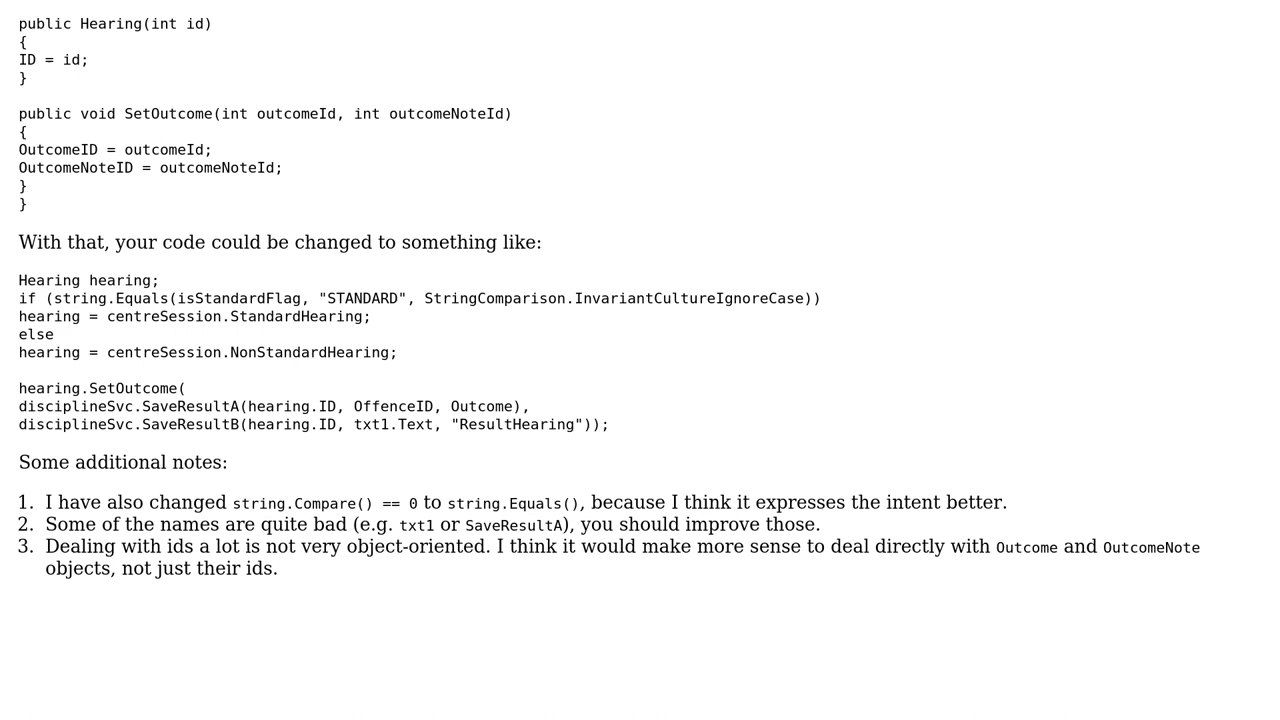 public Hearing(int id)
{
ID = id;
}
public void SetOutcome(int outcomeId, int outcomeNoteId)
{
OutcomeID = outcomeId;
OutcomeNoteID = outcomeNoteId;
}
}
With that, your code could be changed to something like:
Hearing hearing;
if (string.Equals(isStandardFlag, "STANDARD", StringComparison.InvariantCultureIgnoreCase))
hearing = centreSession.StandardHearing;
else
hearing = centreSession.NonStandardHearing;
hearing.SetOutcome(
disciplineSvc.SaveResultA(hearing.ID, OffenceID, Outcome),
disciplineSvc.SaveResultB(hearing.ID, txt1.Text, "ResultHearing"));
Some additional notes:
1. I have also changed string.Compare() == 0 to string.Equals(), because I think it expresses the intent better.
2. Some of the names are quite bad (e.g. txt1 or SaveResultA), you should improve those.
3. Dealing with ids a lot is not very object-oriented. I think it would make more sense to deal directly with Outcome and OutcomeNote
objects, not just their ids.